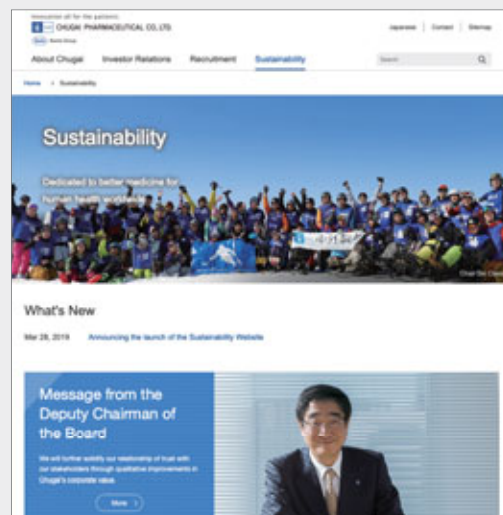 Innovation all for the patients
CHUGAI PHARMACEUTICAL CO., LTD.
Roche Roche Group
Japanese | Contact | Sitemap
About Chugai Investor Relations Recruitment Sustainability
Search
Home > Sustainability
Sustainability
Dedicated to better medicine for
human health worldwide
What's New
Mar 28, 2019 Announcing the launch of the Sustainability Website
Message from the
Deputy Chairman of
the Board
We will further solidify our relationship of trust with
our stakeholders through qualitative improvements in
Chugai's corporate value.
More >